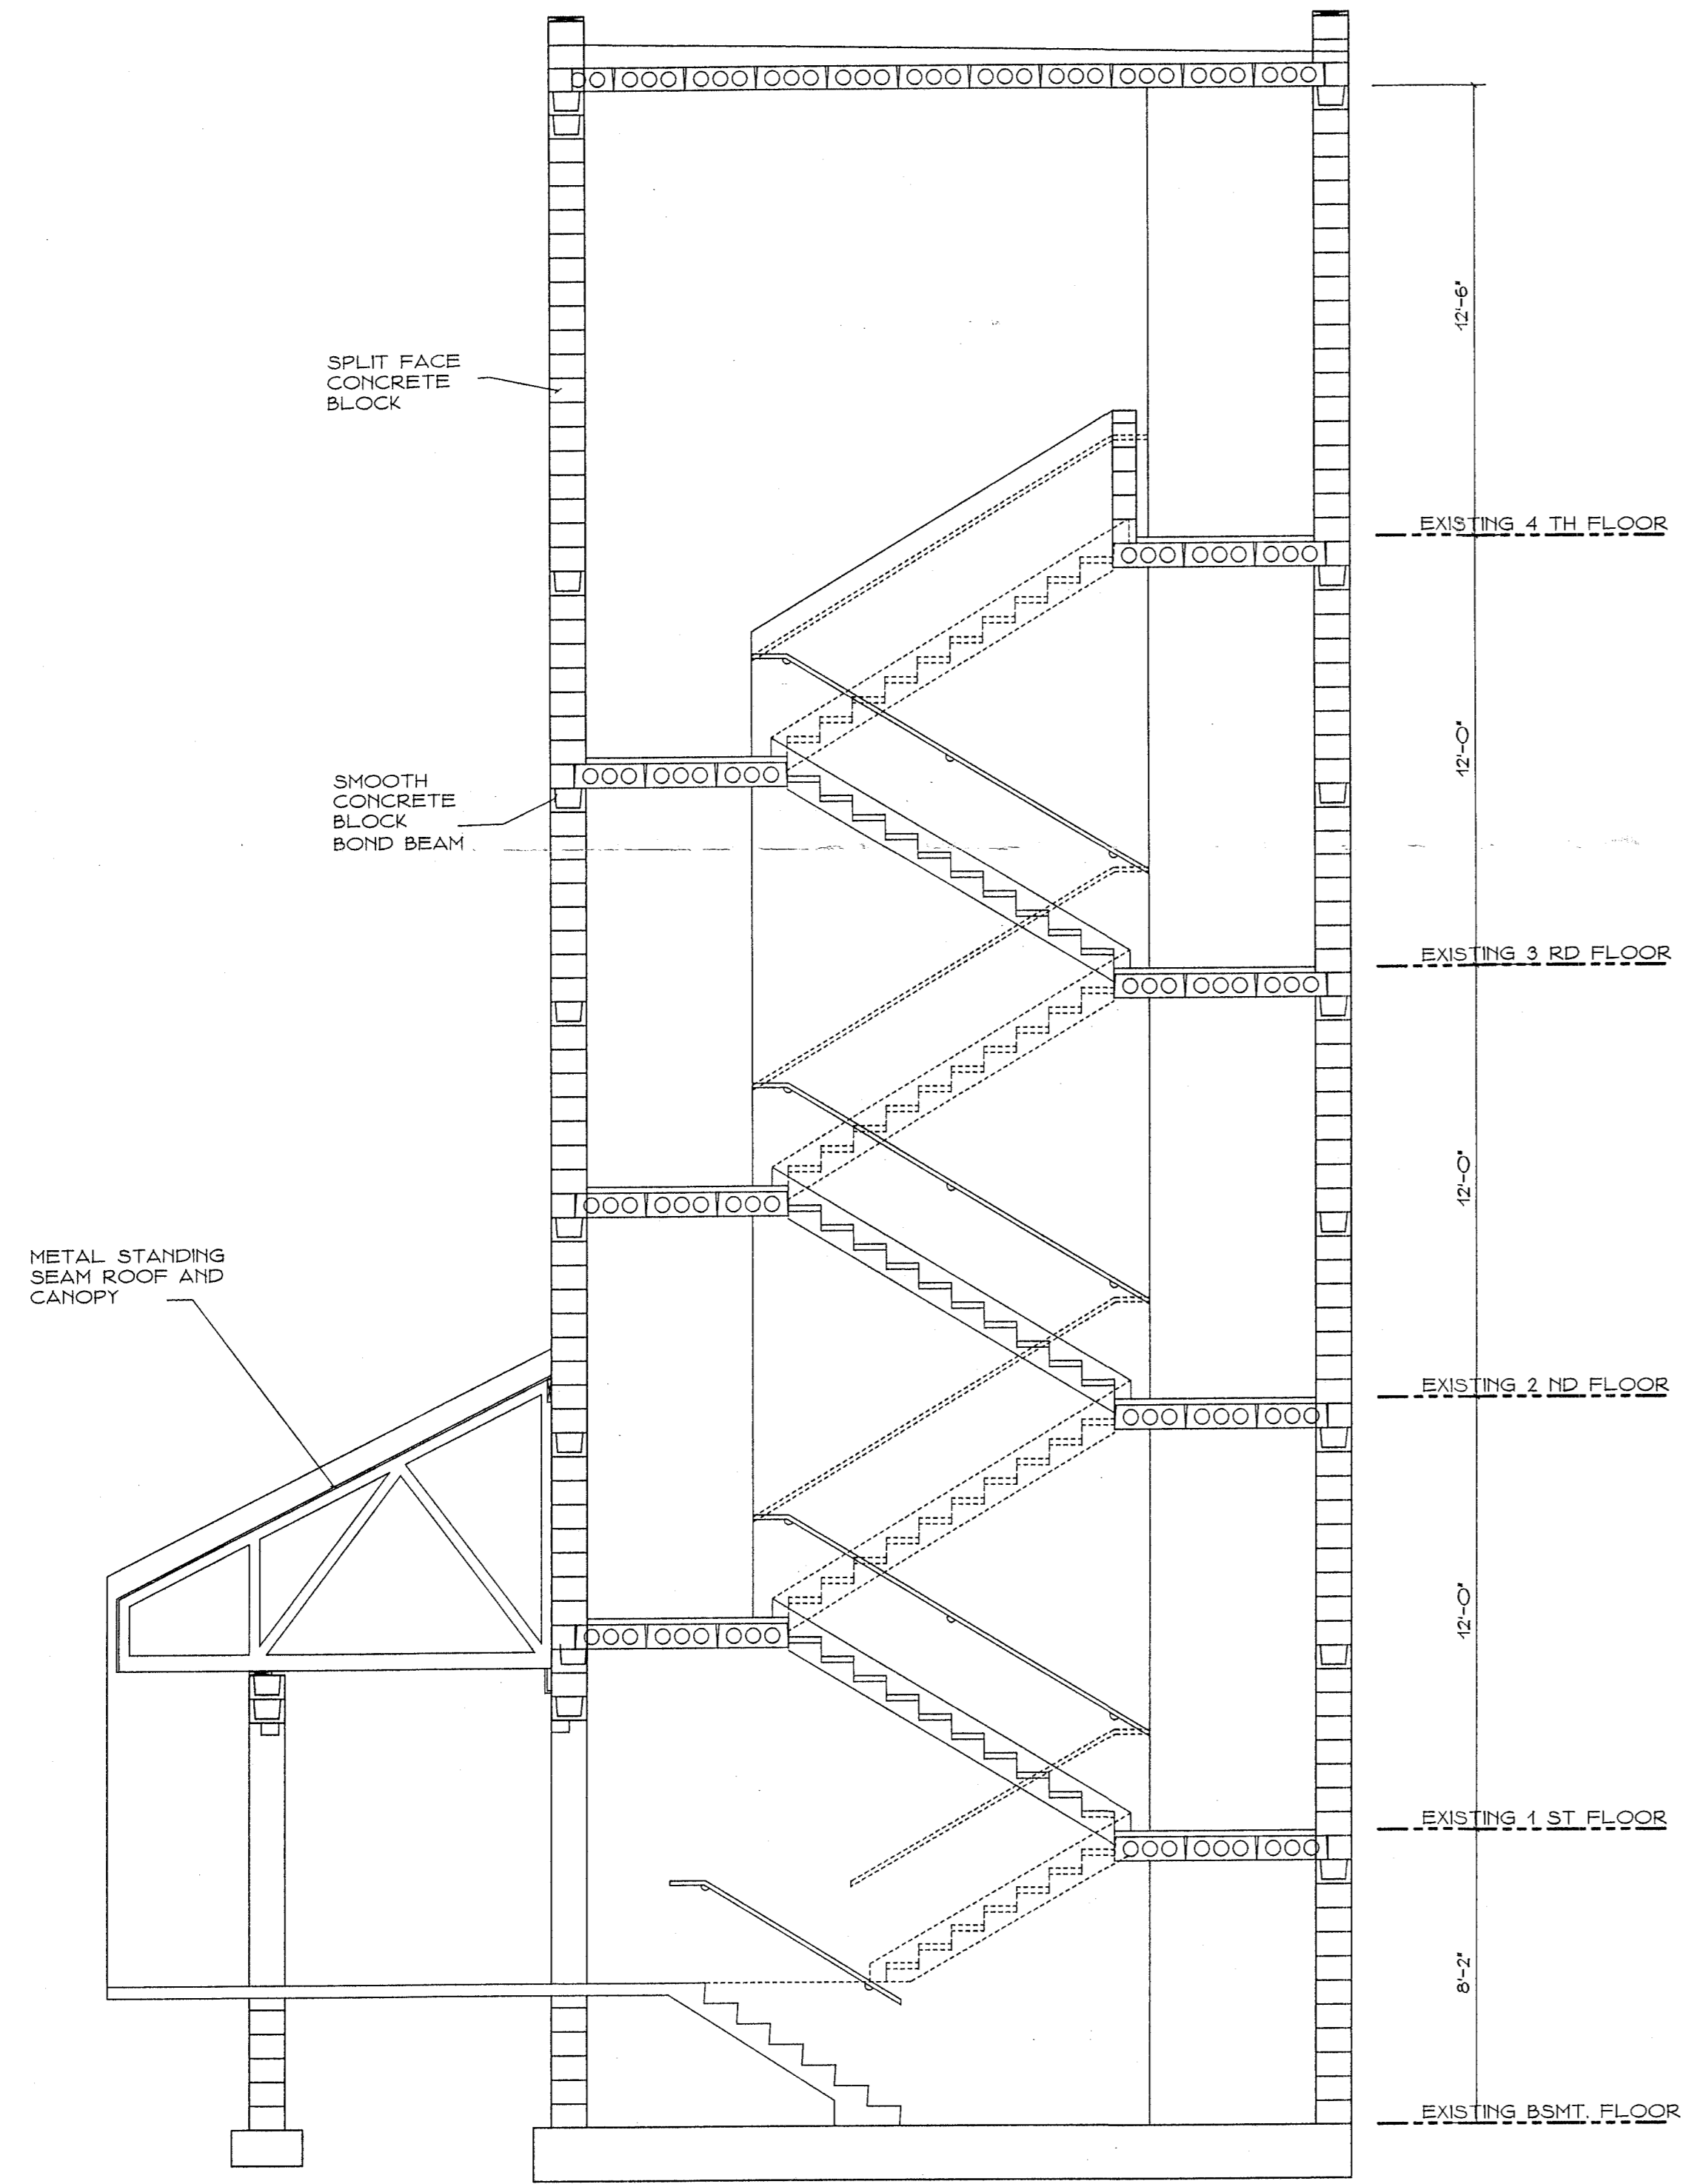 12'-6"
SPLIT FACE
CONCRETE
BLOCK
EXISTING 4 TH FLOOR
12'-0"
SMOOTH
CONCRETE
BLOCK
BOND BEAM
EXISTING 3 RD FLOOR
12'-0"
METAL STANDING
SEAM ROOF AND
CANOPY
EXISTING 2 ND FLOOR
12'-0"
EXISTING 1 ST FLOOR
8'-2"
EXISTING BSMT. FLOOR